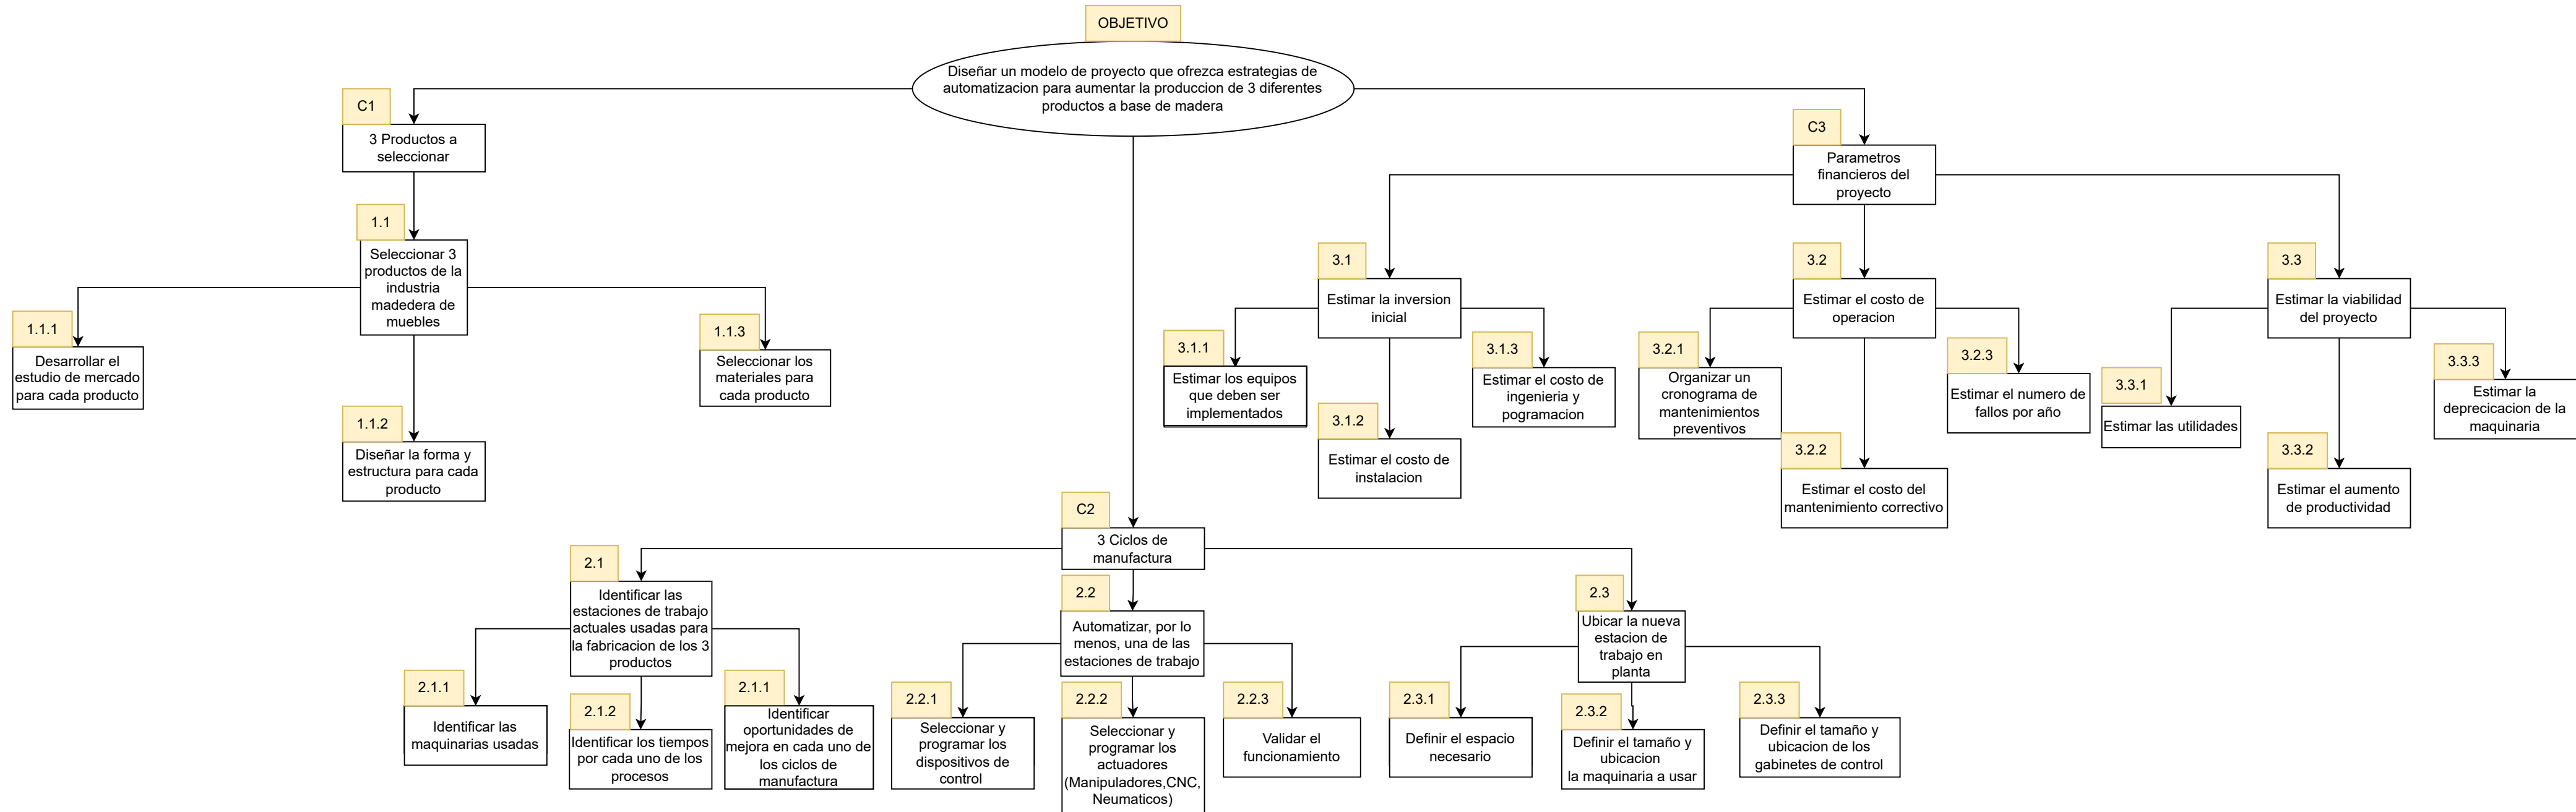 OBJETIVO
Diseñar un modelo de proyecto que ofrezca estrategias de
automatizacion para aumentar la produccion de 3 diferentes
productos a base de madera
C1
3 Productos a
seleccionar
1.1
Seleccionar 3
productos de la
industria
madedera de
muebles
1.1.1
Desarrollar el
estudio de mercado
para cada producto
1.1.2
Diseñar la forma y
estructura para cada
producto
1.1.3
Seleccionar los
materiales para
cada producto
C2
3 Ciclos de
manufactura
2.1
Identificar las
estaciones de trabajo
actuales usadas para
la fabricacion de los 3
productos
2.1.1
Identificar las
maquinarias usadas
2.1.2
Identificar los tiempos
por cada uno de los
procesos
2.1.1
Identificar
oportunidades de
mejora en cada uno de
los ciclos de
manufactura
2.2
Automatizar, por lo
menos, una de las
estaciones de trabajo
2.2.1
Seleccionar y
programar los
dispositivos de
control
2.2.2
Seleccionar y
programar los
actuadores
(Manipuladores,CNC,
Neumaticos)
2.2.3
Validar el
funcionamiento
2.3
Ubicar la nueva
estacion de
trabajo en
planta
2.3.1
Definir el espacio
necesario
2.3.2
Definir el tamaño y
ubicacion
la maquinaria a usar
2.3.3
Definir el tamaño y
ubicacion de los
gabinetes de control
C3
Parametros
financieros del
proyecto
3.1
Estimar la inversion
inicial
3.1.1
Estimar los equipos
que deben ser
implementados
3.1.2
Estimar el costo de
instalacion
3.1.3
Estimar el costo de
ingenieria y
pogramacion
3.2
Estimar el costo de
operacion
3.2.1
Organizar un
cronograma de
mantenimientos
preventivos
3.2.2
Estimar el costo del
mantenimiento correctivo
3.2.3
Estimar el numero de
fallos por año
3.3
Estimar la viabilidad
del proyecto
3.3.1
Estimar las utilidades
3.3.2
Estimar el aumento
de productividad
3.3.3
Estimar la
deprecicacion de la
maquinaria